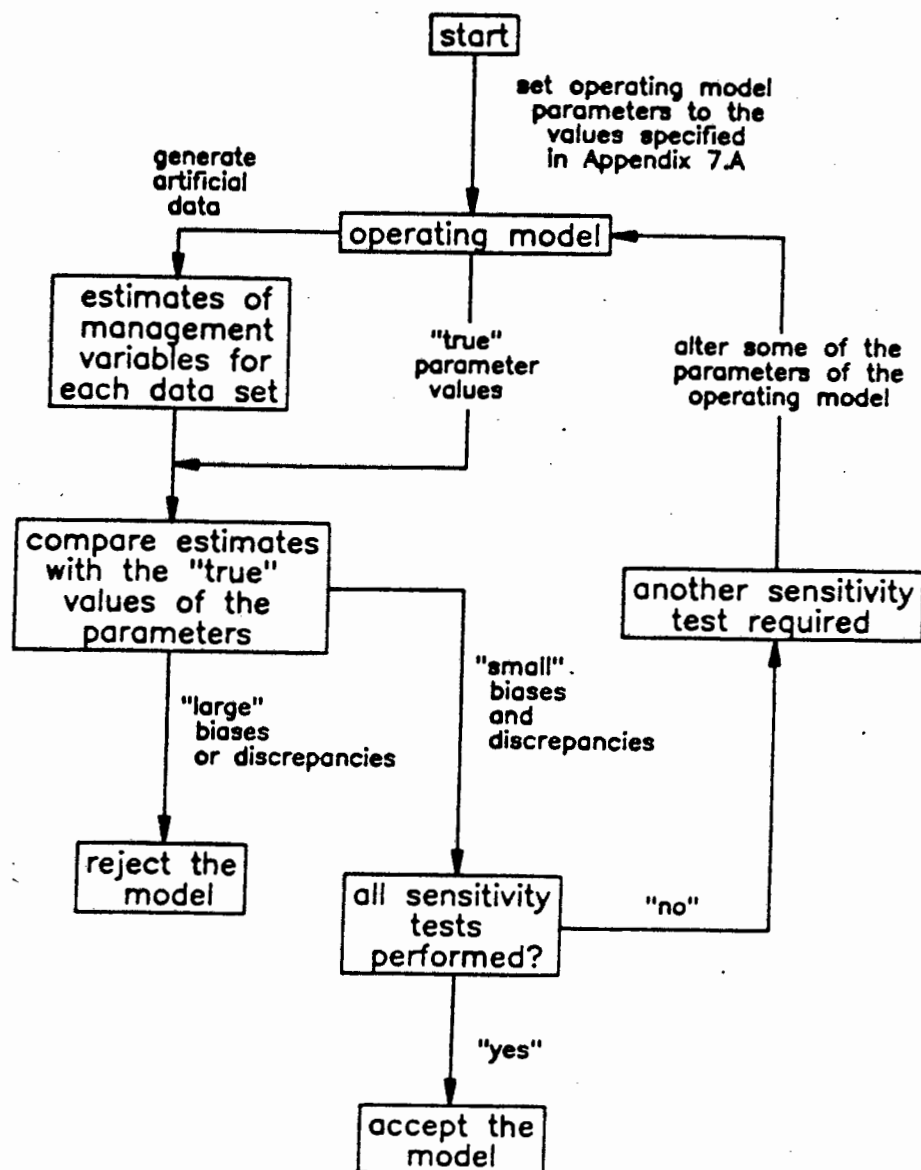 start
set operating model
parameters to the
values specified
in Appendix 7.A
generate
artificial
data
operating model
estimates of
management
variables for
each data set
"true"
parameter
values
alter some of the
parameters of the
operating model
compare estimates
with the "true"
values of the
parameters
another sensitivity
test required
"large"
biases
or discrepancies
"small"
biases
and
discrepancies
reject the
model
all sensitivity
tests
performed?
"no"
"yes"
accept the
model